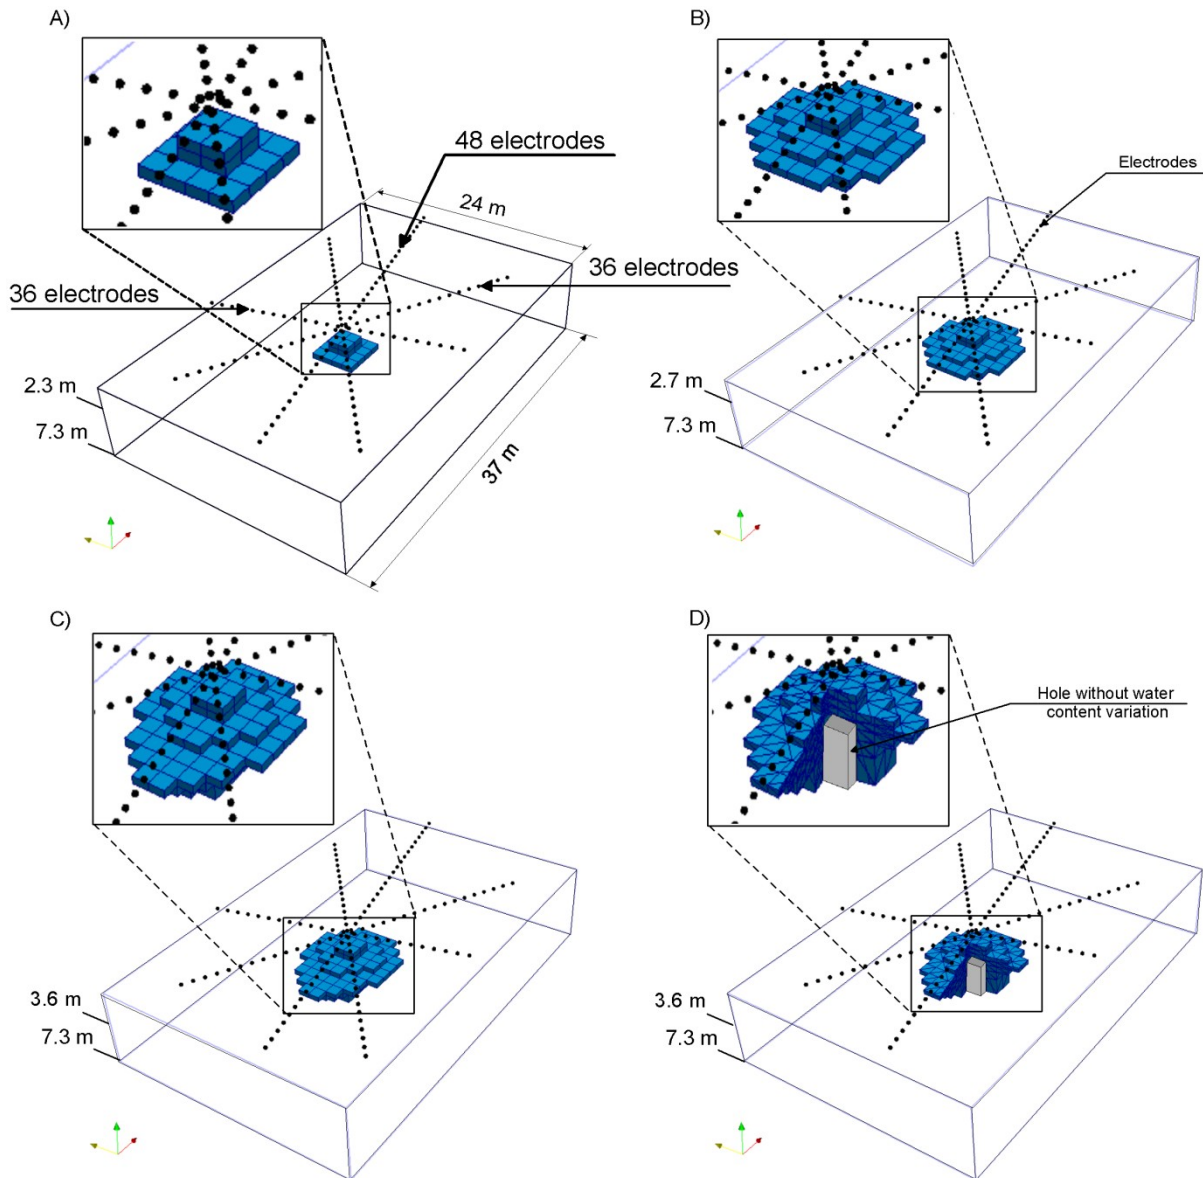 A)
48 electrodes
24 m
36 electrodes
36 electrodes
2.3 m
7.3 m
37 m
B)
Electrodes
2.7 m
7.3 m
C)
3.6 m
7.3 m
D)
Hole without water
content variation
3.6 m
7.3 m